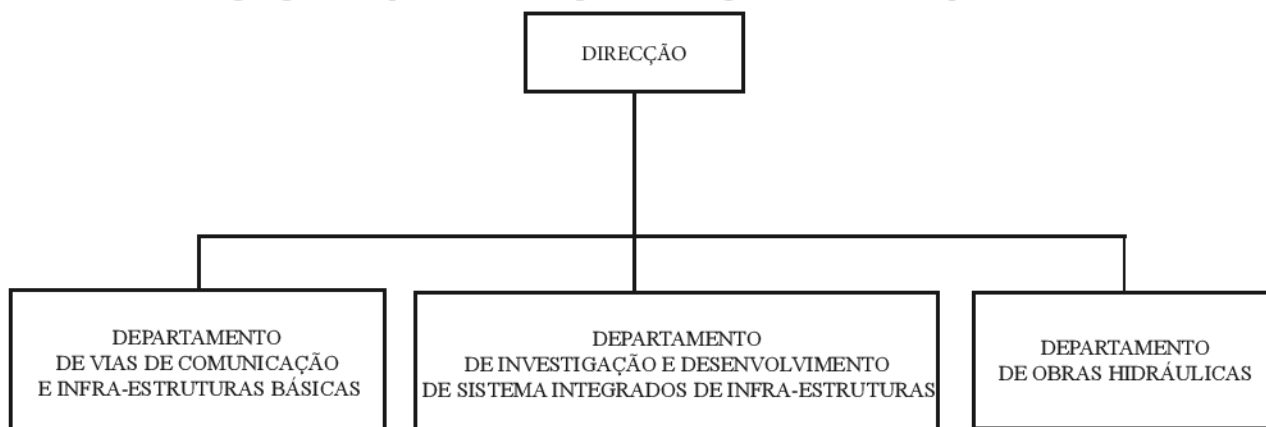 DIRECÇÃO
DEPARTAMENTO
DE VIAS DE COMUNICAÇÃO
E INFRA-ESTRUTURAS BÁSICAS
DEPARTAMENTO
DE INVESTIGAÇÃO E DESENVOLVIMENTO
DE SISTEMA INTEGRADOS DE INFRA-ESTRUTURAS
DEPARTAMENTO
DE OBRAS HIDRÁULICAS